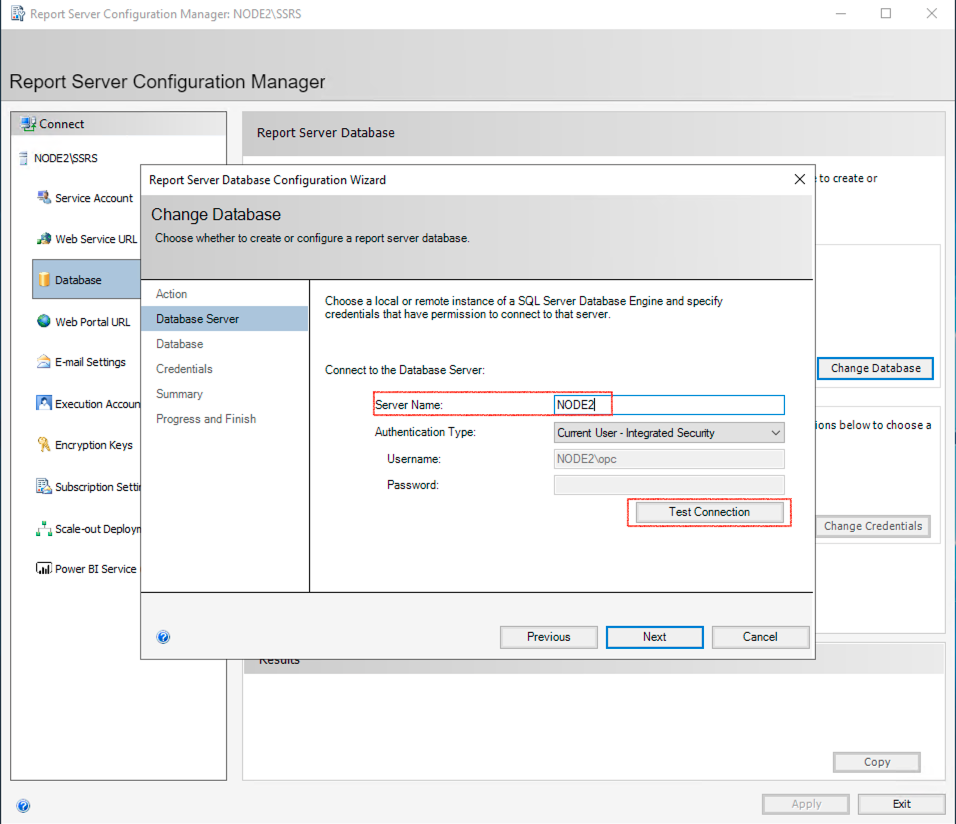 Report Server Configuration Manager: NODE2\SSRS
Report Server Configuration Manager
Connect
NODE2\SSRS
Service Account
Web Service URL
Database
Web Portal URL
E-mail Settings
Execution Accoun
Encryption Keys
Subscription Settin
Scale-out Deployn
Power BI Service
Report Server Database
e to create or
Change Database
ions below to choose a
Change Credentials
Report Server Database Configuration Wizard
Change Database
Choose whether to create or configure a report server database.
Action
Database Server
Database
Credentials
Summary
Progress and Finish
Choose a local or remote instance of a SQL Server Database Engine and specify
credentials that have permission to connect to that server.
Connect to the Database Server:
Server Name: NODE2
Authentication Type: Current User - Integrated Security
Username: NODE2\opc
Password:
Test Connection
Previous Next Cancel
Results
Copy
Apply Exit